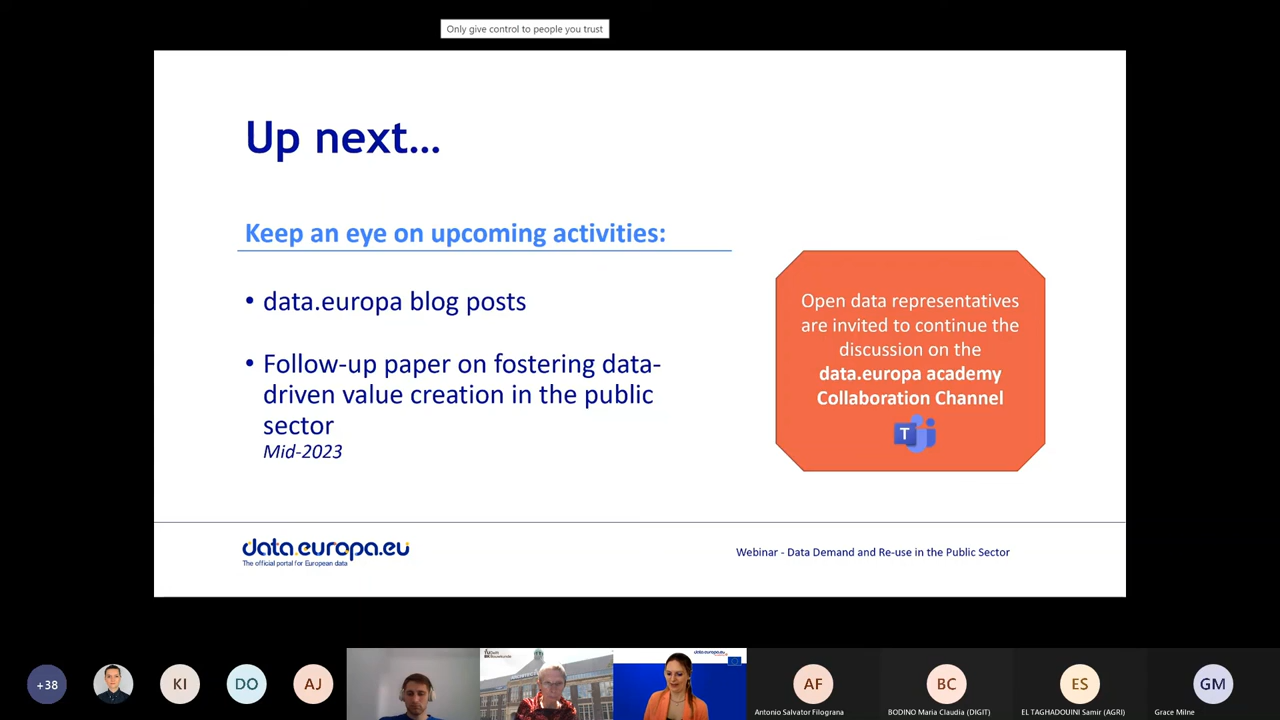 Only give control to people you trust
Up next...
Keep an eye on upcoming activities:
• data.europa blog posts
• Follow-up paper on fostering data-
driven value creation in the public
sector
Mid-2023
Open data representatives
are invited to continue the
discussion on the
data.europa academy
Collaboration Channel
T
data.europa.eu
The official portal for European data
Webinar - Data Demand and Re-use in the Public Sector
+38
KI
DO
AJ
data.europa.eu
AF
BC
ES
GM
Antonio Salvator Filograna
BODINO Maria Claudia (DIGIT)
EL TAGHADOUINI Samir (AGRI)
Grace Milne